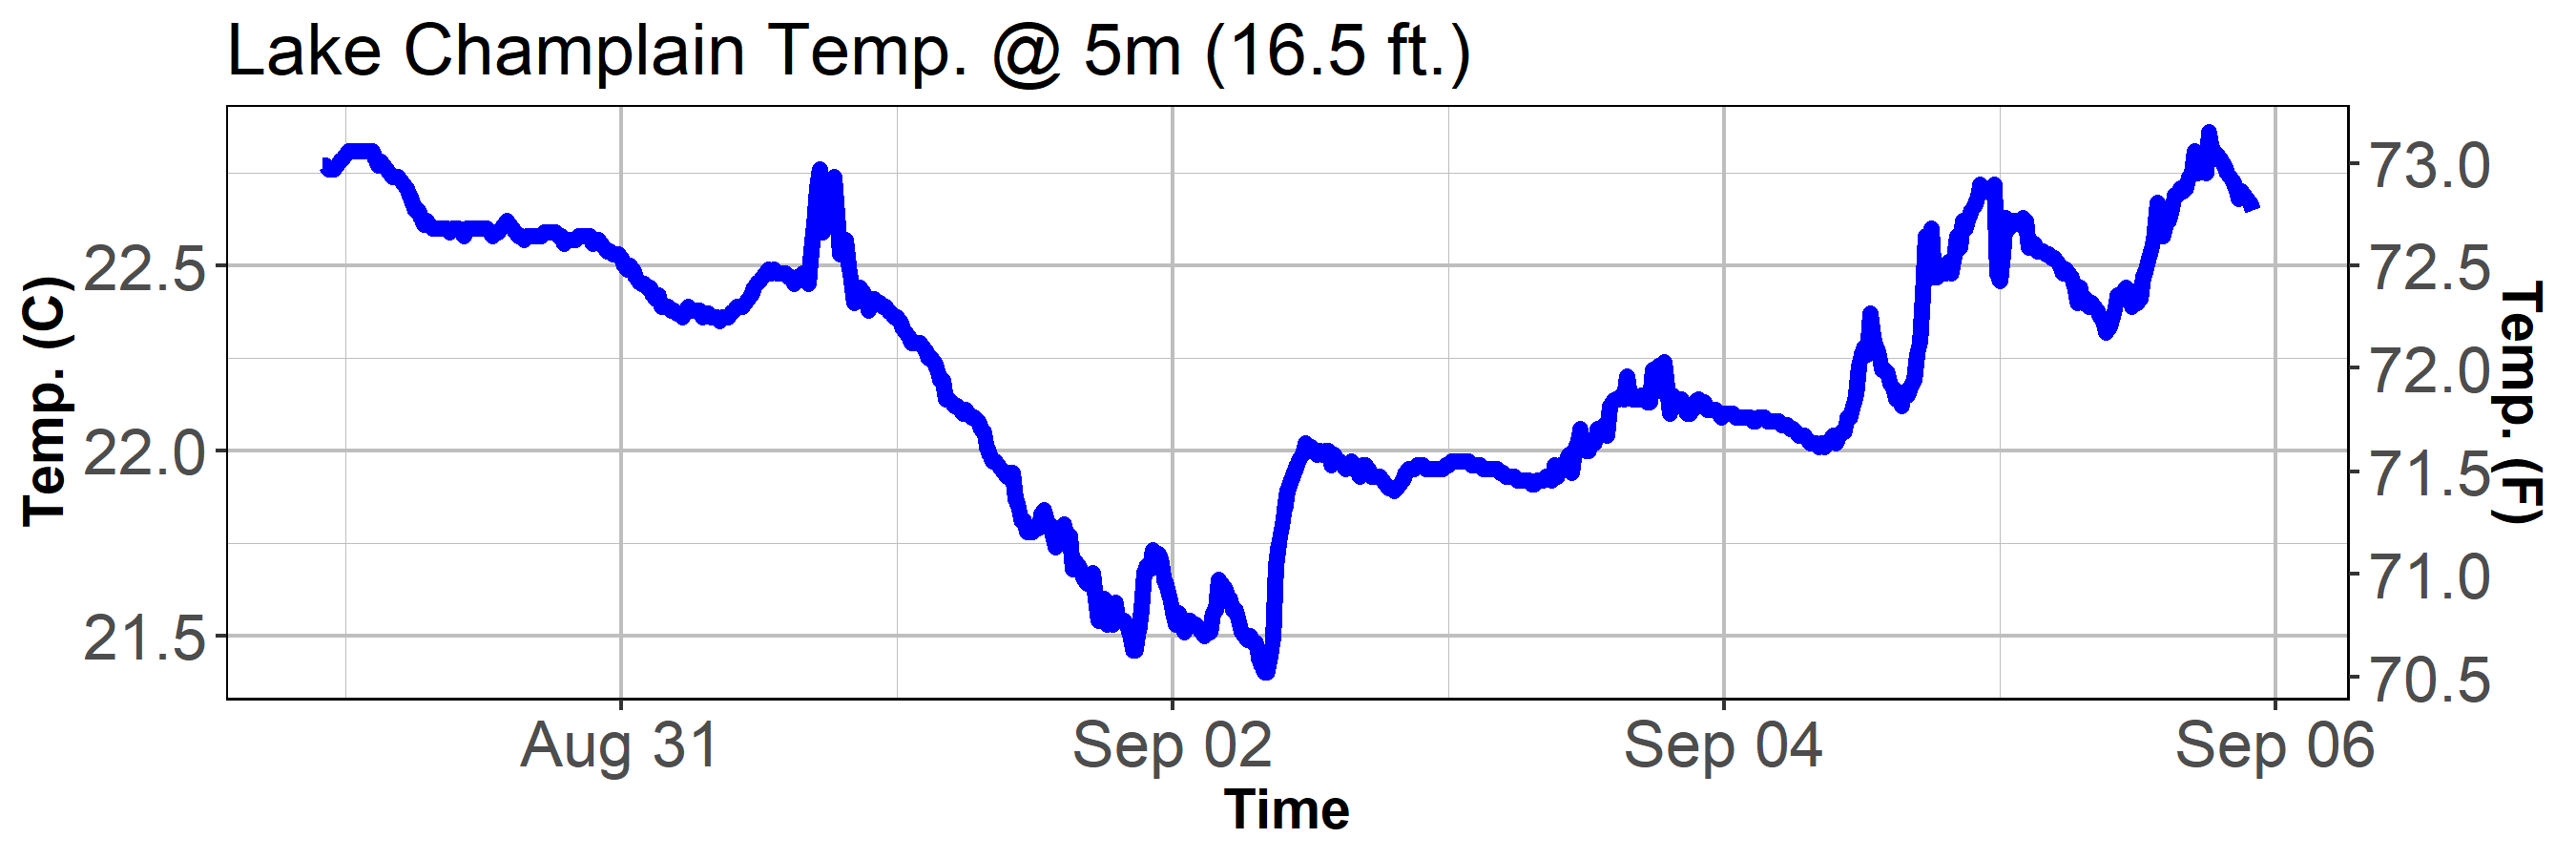 Lake Champlain Temp. @ 5m (16.5 ft.)
Temp. (C)
22.5
22.0
21.5
73.0
72.5
72.0
71.5
71.0
70.5
Temp. (F)
Aug 31
Sep 02
Sep 04
Sep 06
Time